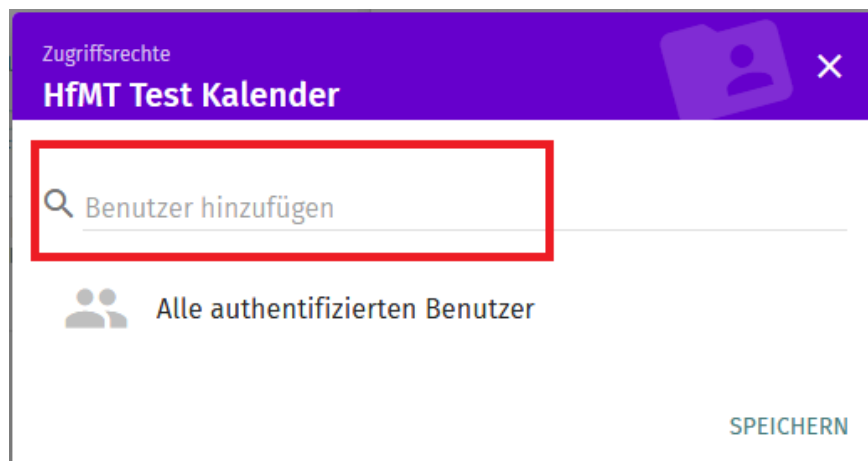 Zugriffsrechte
HfMT Test Kalender
Benutzer hinzufügen
Alle authentifizierten Benutzer
SPEICHERN